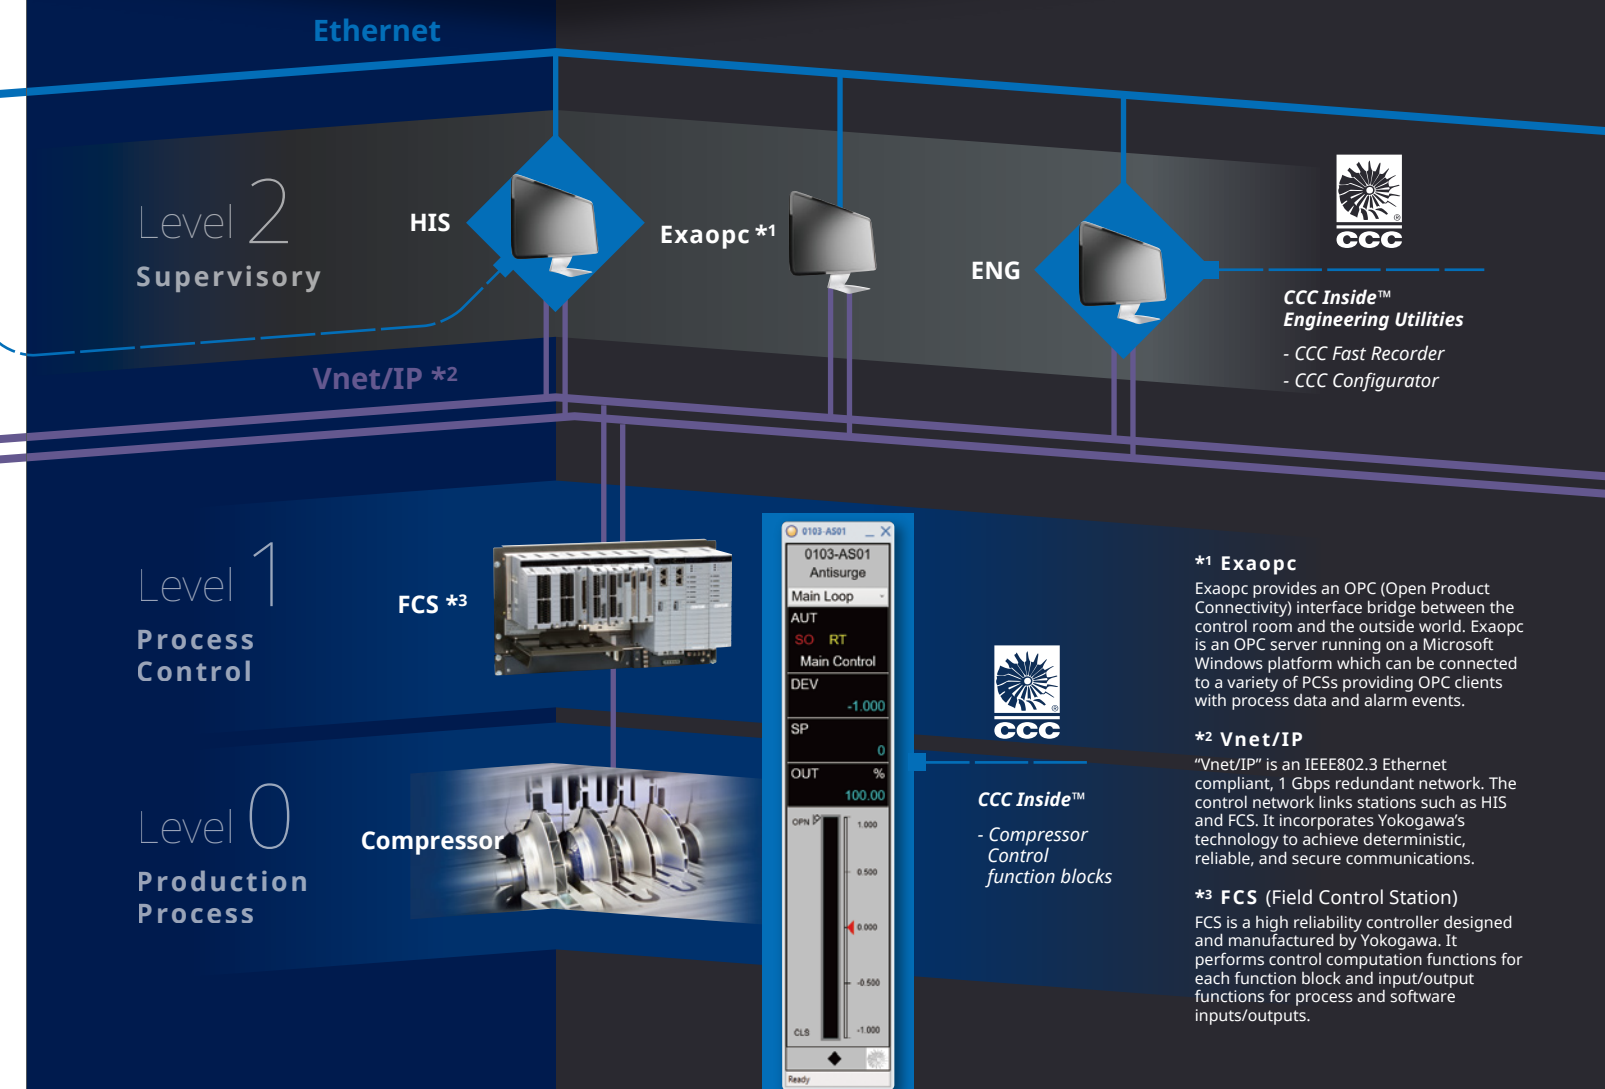 Ethernet
Level 2
Supervisory
HIS
Exaopc *1
ENG
®
CCC
CCC Inside™
Engineering Utilities
- CCC Fast Recorder
- CCC Configurator
Vnet/IP *2
Level 1
Process
Control
FCS *3
0103-AS01
0103-AS01
Antisurge
Main Loop
AUT
SO RT
Main Control
DEV
-1.000
SP
0
OUT %
100.00
OPN
1.000
0.500
0.000
-0.500
-1.000
CLS
Ready
Level 0
Production
Process
Compressor
®
CCC
CCC Inside™
- Compressor
Control
function blocks
*1 Exaopc
Exaopc provides an OPC (Open Product
Connectivity) interface bridge between the
control room and the outside world. Exaopc
is an OPC server running on a Microsoft
Windows platform which can be connected
to a variety of PCSs providing OPC clients
with process data and alarm events.
*2 Vnet/IP
“Vnet/IP” is an IEEE802.3 Ethernet
compliant, 1 Gbps redundant network. The
control network links stations such as HIS
and FCS. It incorporates Yokogawa’s
technology to achieve deterministic,
reliable, and secure communications.
*3 FCS (Field Control Station)
FCS is a high reliability controller designed
and manufactured by Yokogawa. It
performs control computation functions for
each function block and input/output
functions for process and software
inputs/outputs.